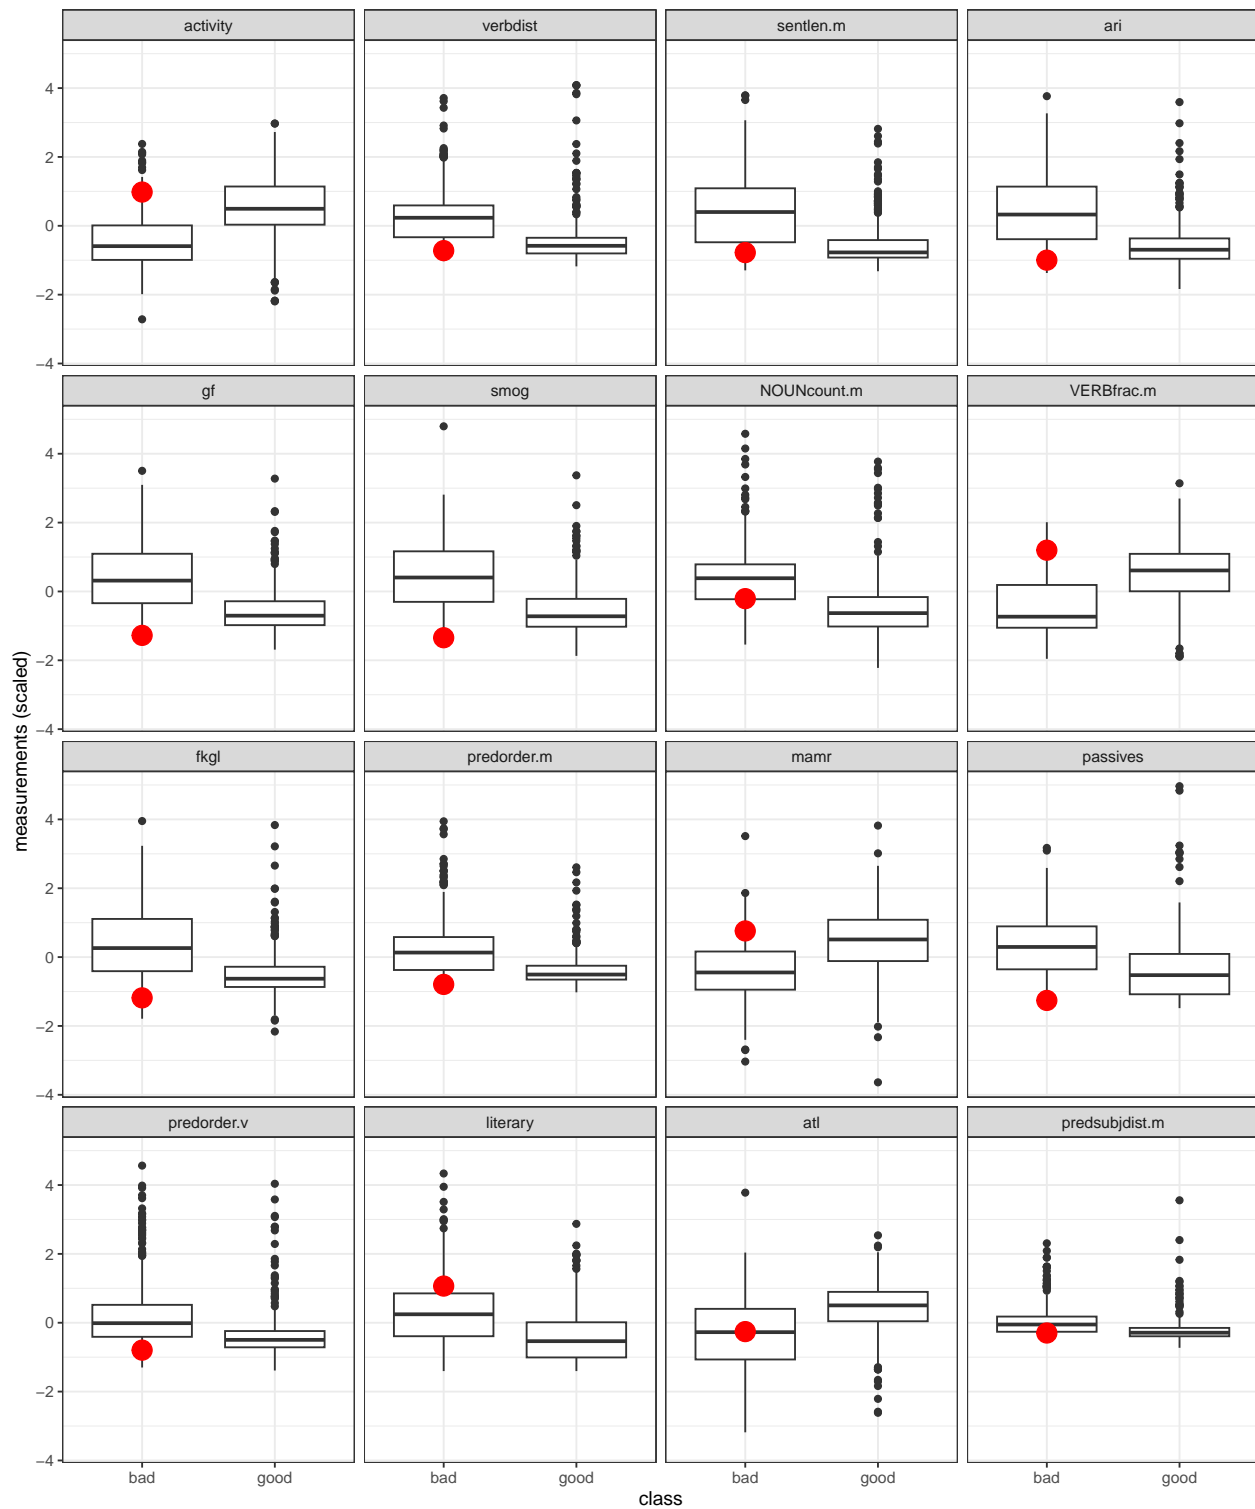 activity verbdist sentlen.m ari
4
2
0
−2
−4
gf smog NOUNcount.m VERBfrac.m
4
2
0
−2
−4
measurements (scaled)
fkgl predorder.m mamr passives
4
2
0
−2
−4
predorder.v literary atl predsubjdist.m
4
2
0
−2
−4
bad good bad good bad good bad good
class